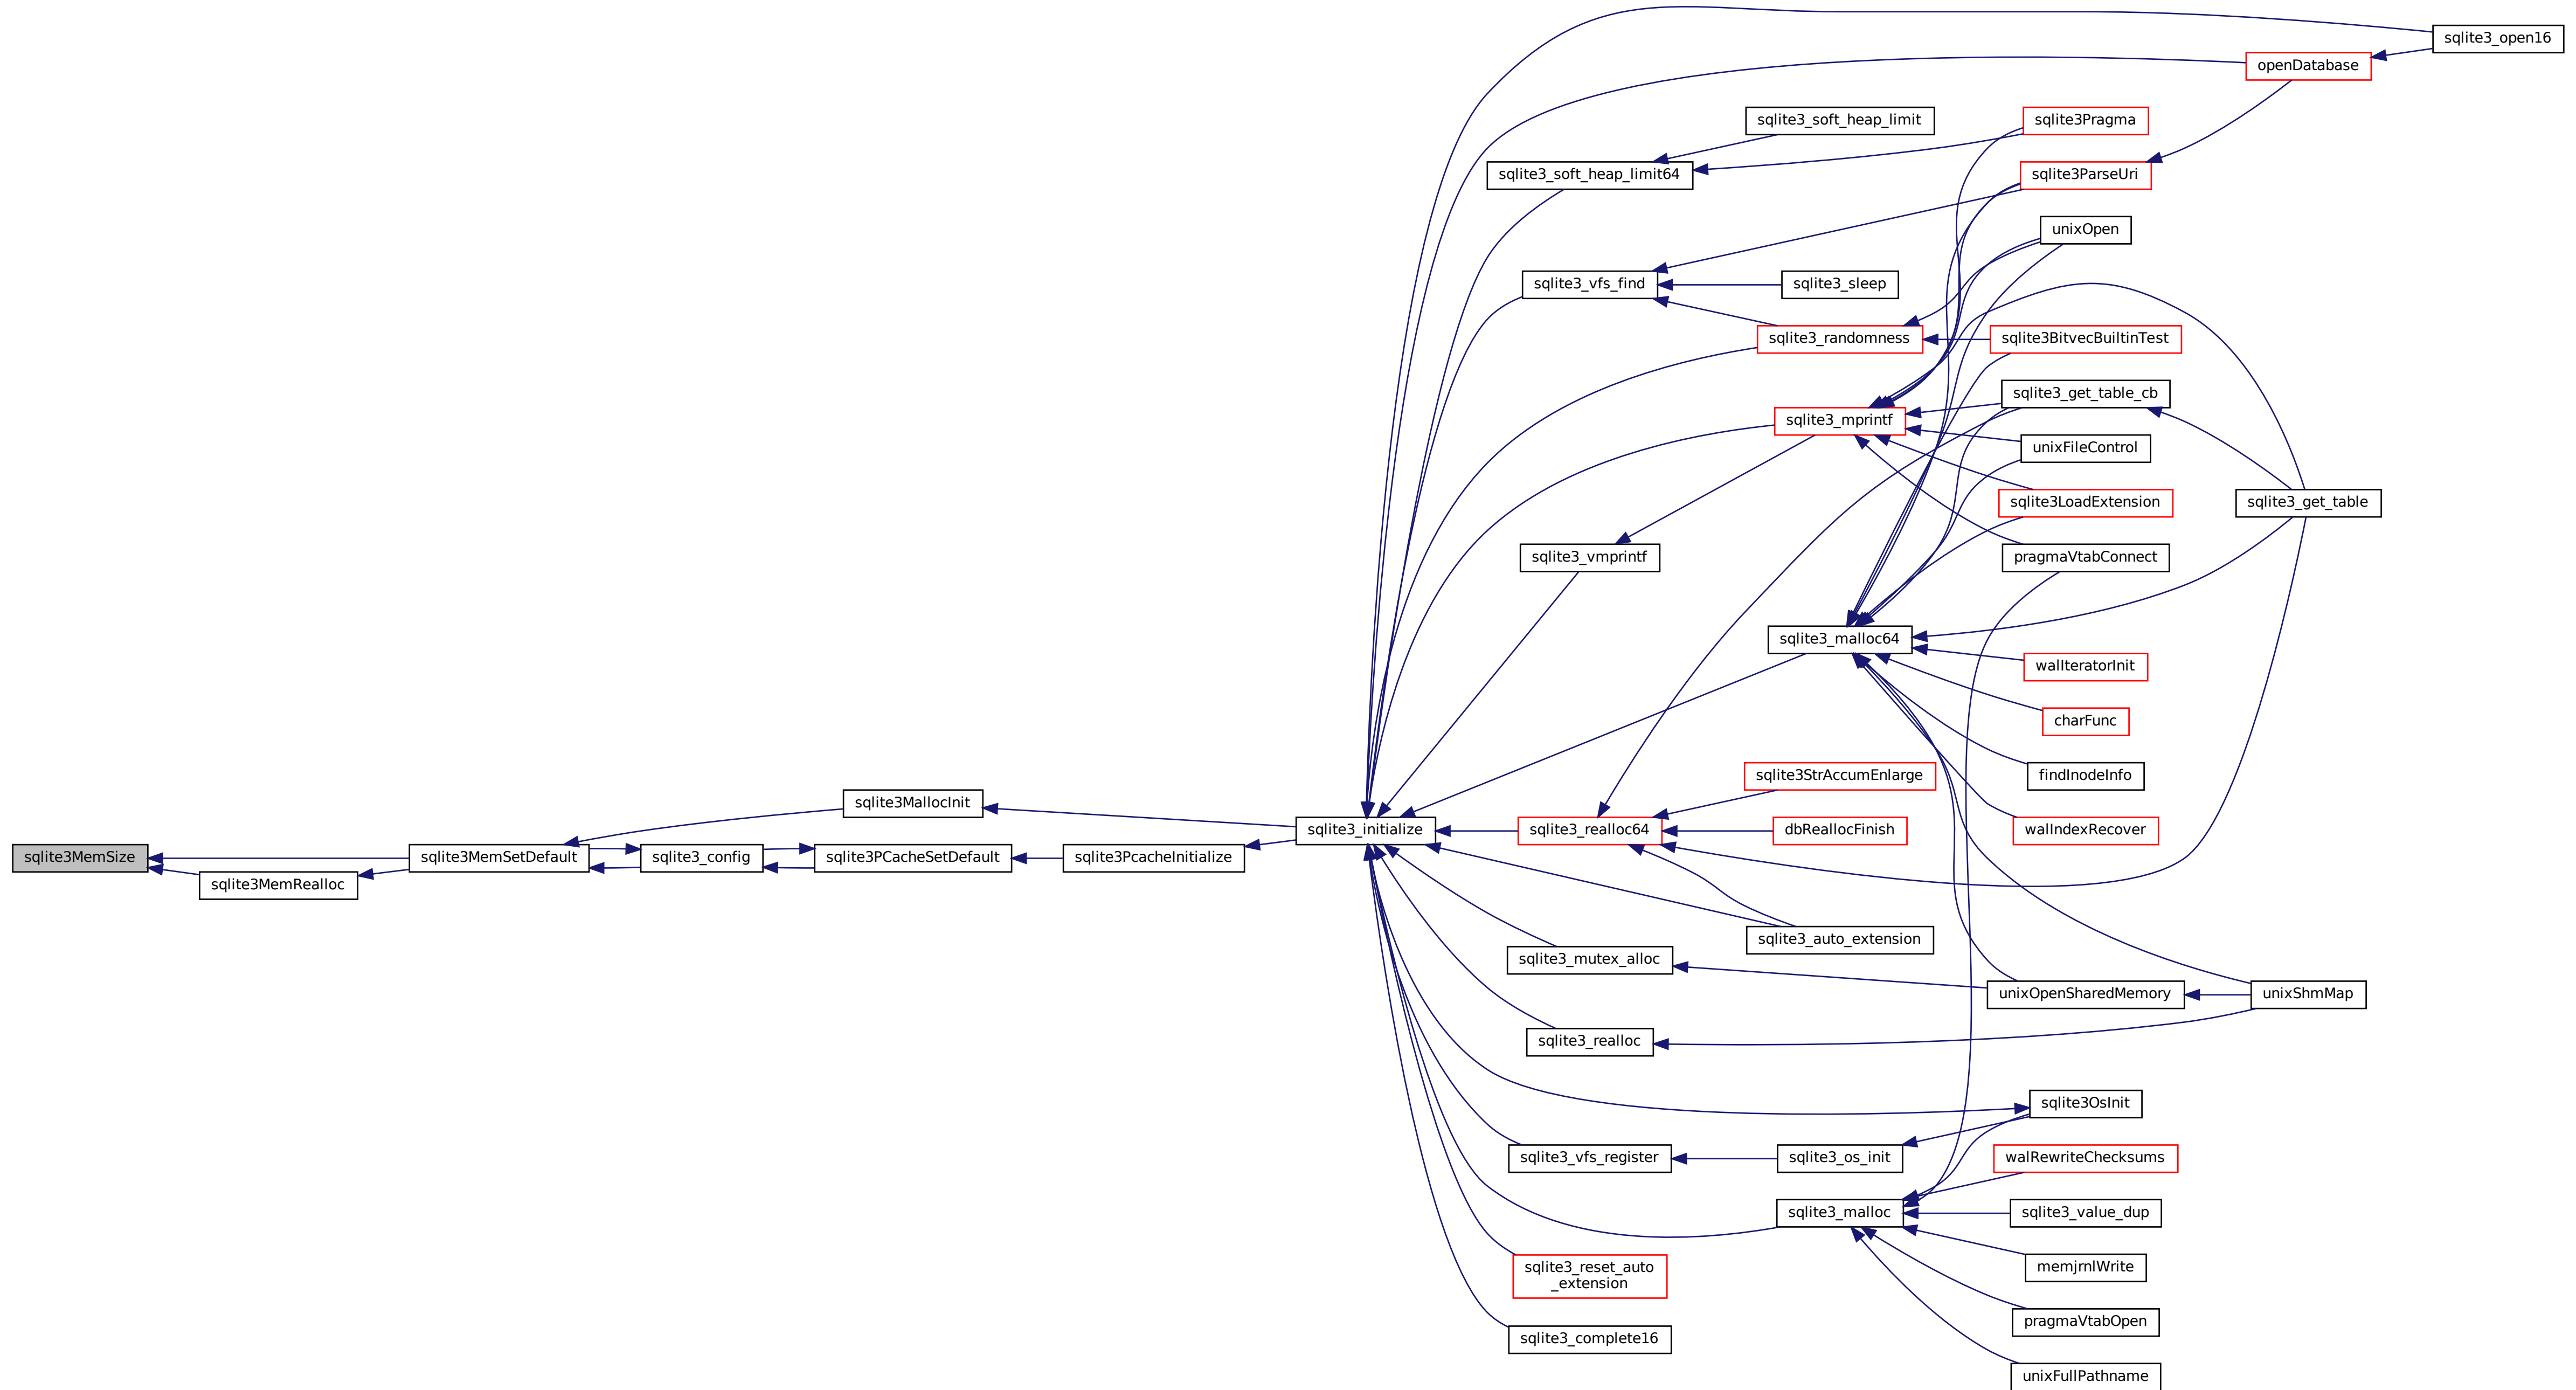 sqlite3_open16
openDatabase
sqlite3_soft_heap_limit
sqlite3Pragma
sqlite3_soft_heap_limit64
sqlite3ParseUri
unixOpen
sqlite3_vfs_find
sqlite3_sleep
sqlite3_randomness
sqlite3BitvecBuiltinTest
sqlite3_get_table_cb
sqlite3_mprintf
unixFileControl
sqlite3LoadExtension
sqlite3_get_table
sqlite3_vmprintf
pragmaVtabConnect
sqlite3_malloc64
walIteratorInit
charFunc
sqlite3StrAccumEnlarge
findInodeInfo
sqlite3MallocInit
sqlite3_initialize
sqlite3_realloc64
dbReallocFinish
walIndexRecover
sqlite3MemSize
sqlite3MemSetDefault
sqlite3_config
sqlite3PCacheSetDefault
sqlite3PcacheInitialize
sqlite3MemRealloc
sqlite3_auto_extension
sqlite3_mutex_alloc
unixOpenSharedMemory
unixShmMap
sqlite3_realloc
sqlite3OsInit
sqlite3_vfs_register
sqlite3_os_init
walRewriteChecksums
sqlite3_malloc
sqlite3_value_dup
sqlite3_reset_auto
_extension
memjrnlWrite
pragmaVtabOpen
sqlite3_complete16
unixFullPathname